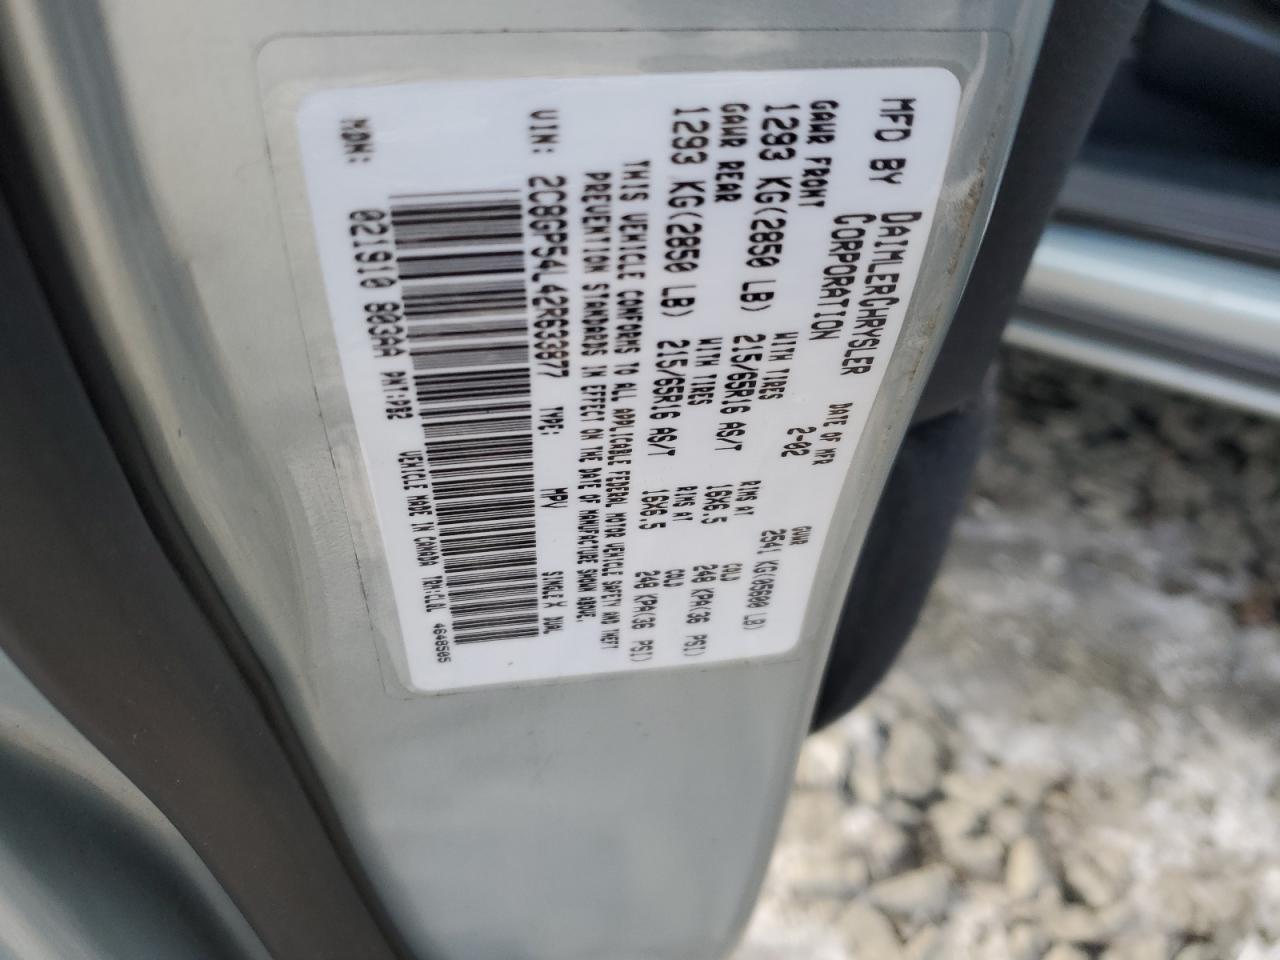 MFD BY DAIMLERCHRYSLER CORPORATION DATE OF MFR 2-02 GVWR 2541 KG(05600 LB)
GAWR FRONT WITH TIRES RIMS AT COLD
1293 KG(2850 LB) 215/65R16 AS/T 16X6.5 248 KPA(36 PSI)
GAWR REAR WITH TIRES RIMS AT COLD
1293 KG(2850 LB) 215/65R16 AS/T 16X6.5 248 KPA(36 PSI)
THIS VEHICLE CONFORMS TO ALL APPLICABLE FEDERAL MOTOR VEHICLE SAFETY AND THEFT
PREVENTION STANDARDS IN EFFECT ON THE DATE OF MANUFACTURE SHOWN ABOVE.
VIN: 2C8GP54L42R633877 TYPE: MPV SINGLE X DUAL
MDH: 021910 803AA PNT: VEHICLE MADE IN CANADA 4648505